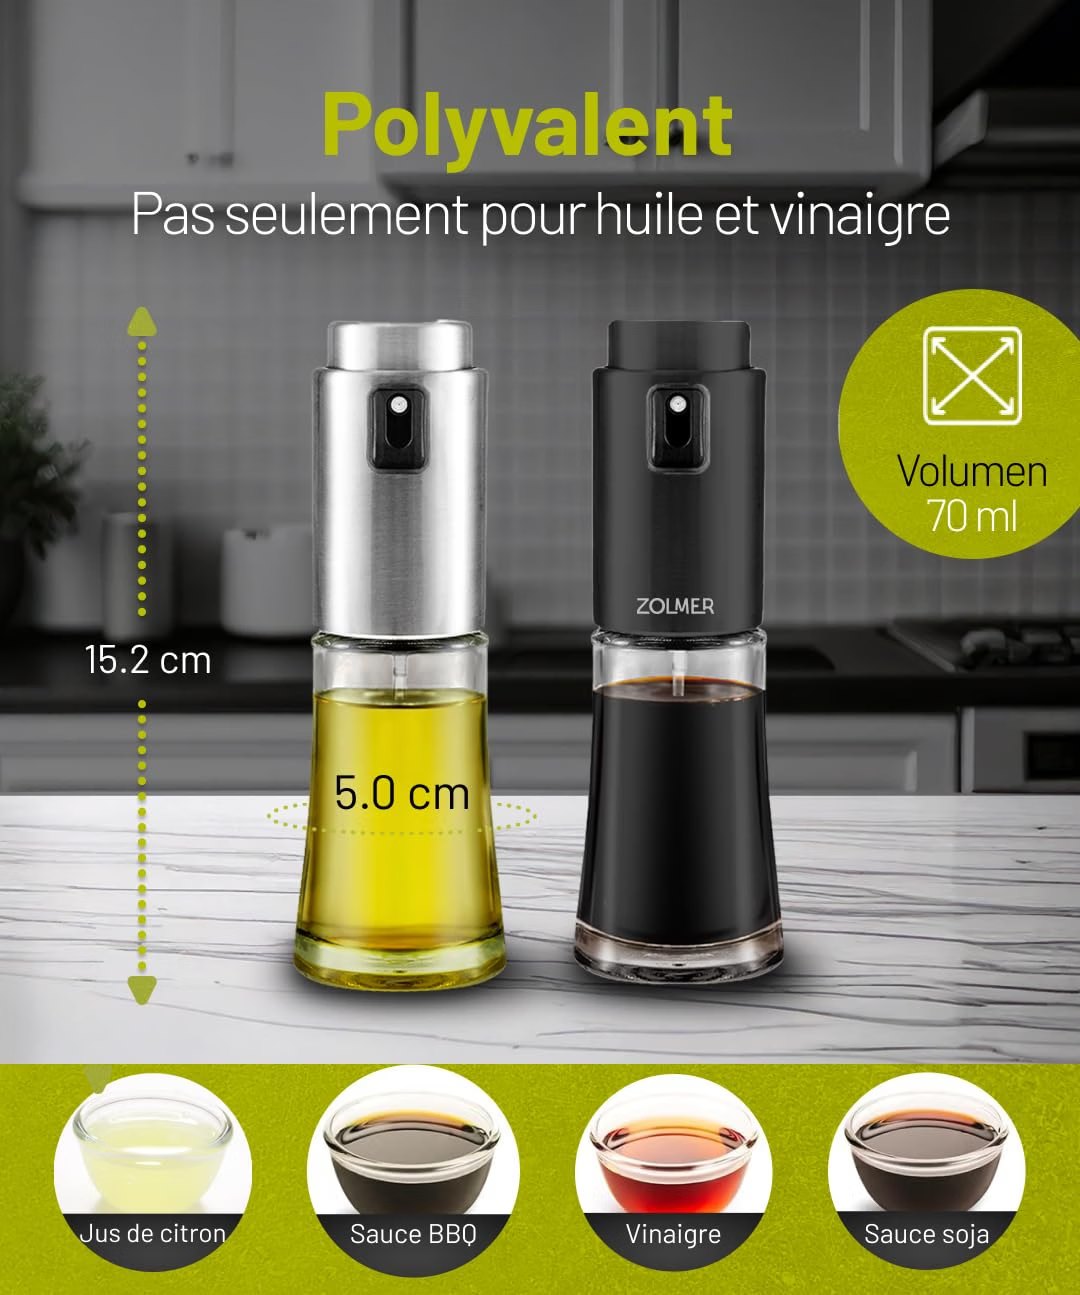 Polyvalent
Pas seulement pour huile et vinaigre
Volumen
70 ml
ZOLMER
15.2 cm
5.0 cm
Jus de citron
Sauce BBQ
Vinaigre
Sauce soja